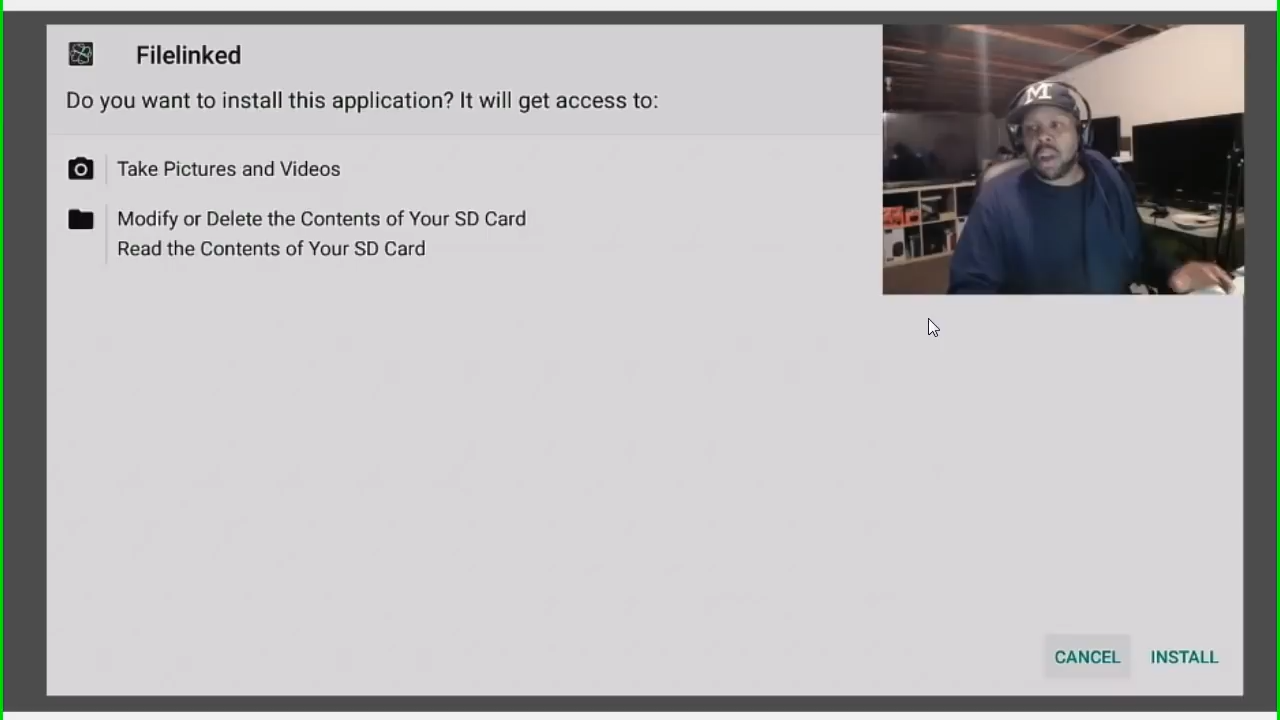 Filelinked
Do you want to install this application? It will get access to:
Take Pictures and Videos
Modify or Delete the Contents of Your SD Card
Read the Contents of Your SD Card
M
CANCEL
INSTALL